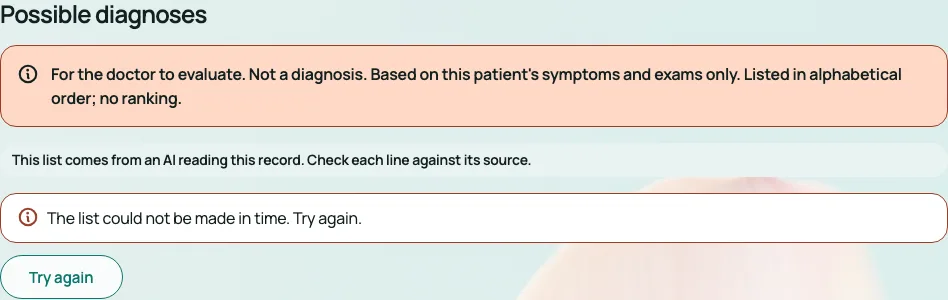 Possible diagnoses
For the doctor to evaluate. Not a diagnosis. Based on this patient's symptoms and exams only. Listed in alphabetical
order; no ranking.
This list comes from an AI reading this record. Check each line against its source.
The list could not be made in time. Try again.
Try again